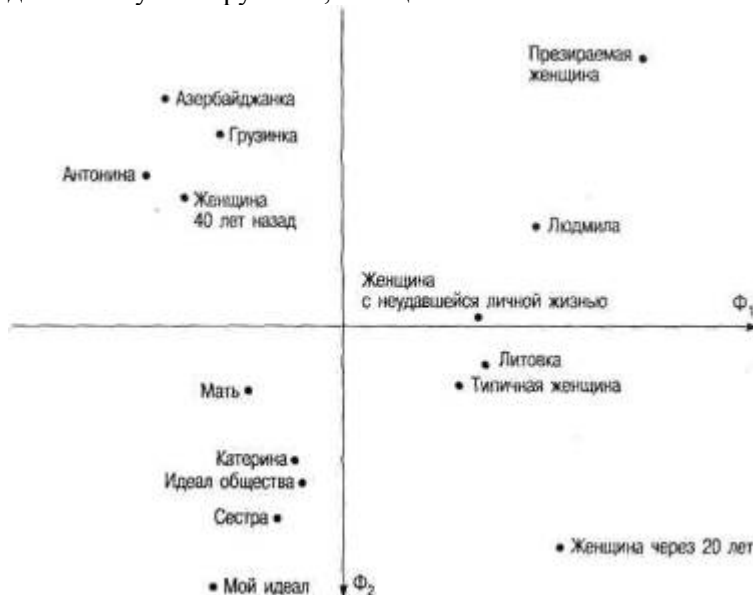 Презираемая
женщина
Азербайджанка
Грузинка
Антонина
Женщина
40 лет назад
Людмила
Женщина
с неудавшейся личной жизнью
Ф₁
Литовка
Типичная женщина
Мать
Катерина
Идеал общества
Сестра
Женщина через 20 лет
Мой идеал
Ф₂